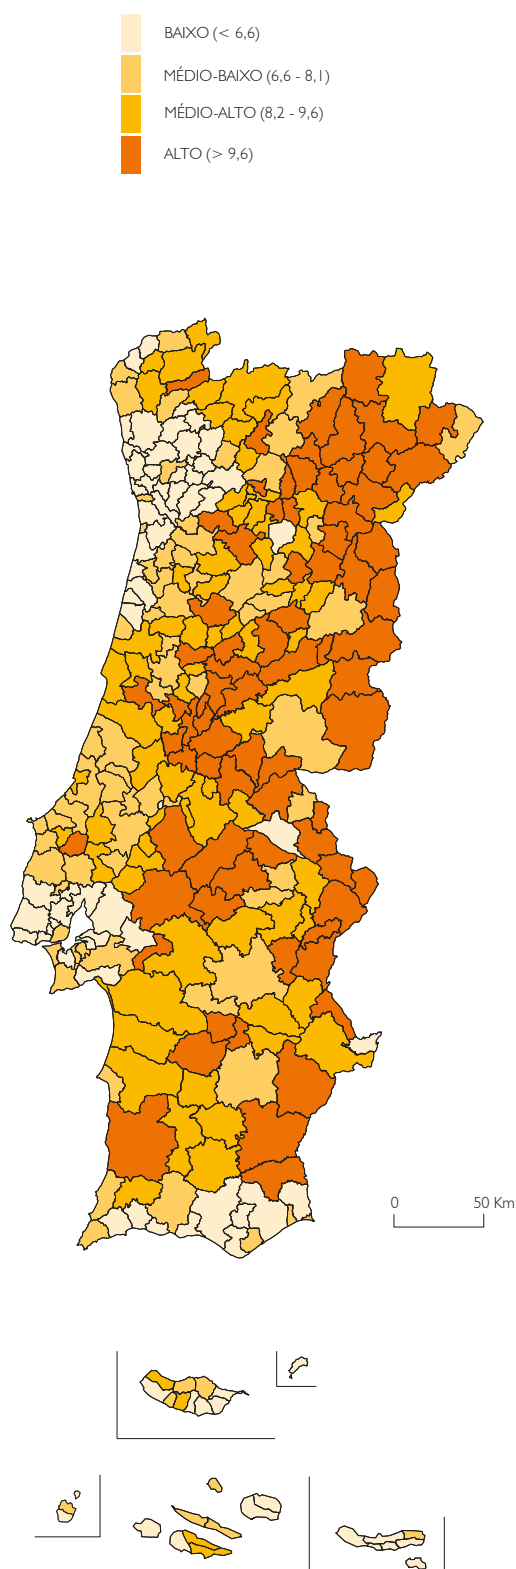 BAIXO (< 6,6)
MÉDIO-BAIXO (6,6 - 8,1)
MÉDIO-ALTO (8,2 - 9,6)
ALTO (> 9,6)
0 50 Km